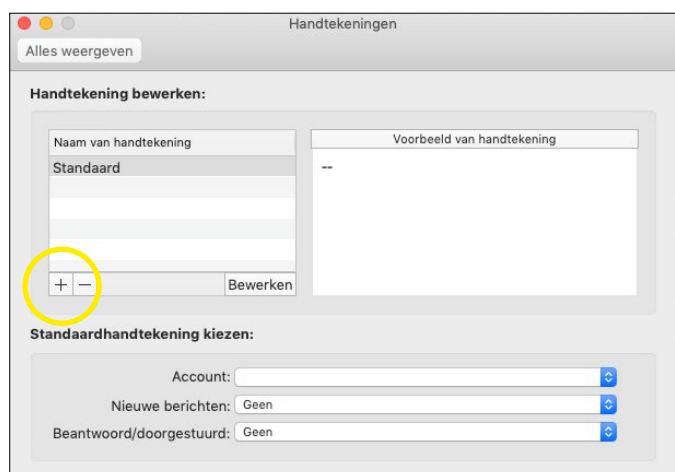 Handtekeningen
Alles weergeven
Handtekening bewerken:
Naam van handtekening
Standaard
+ −
Bewerken
Voorbeeld van handtekening
--
Standaardhandtekening kiezen:
Account:
Nieuwe berichten: Geen
Beantwoord/doorgestuurd: Geen